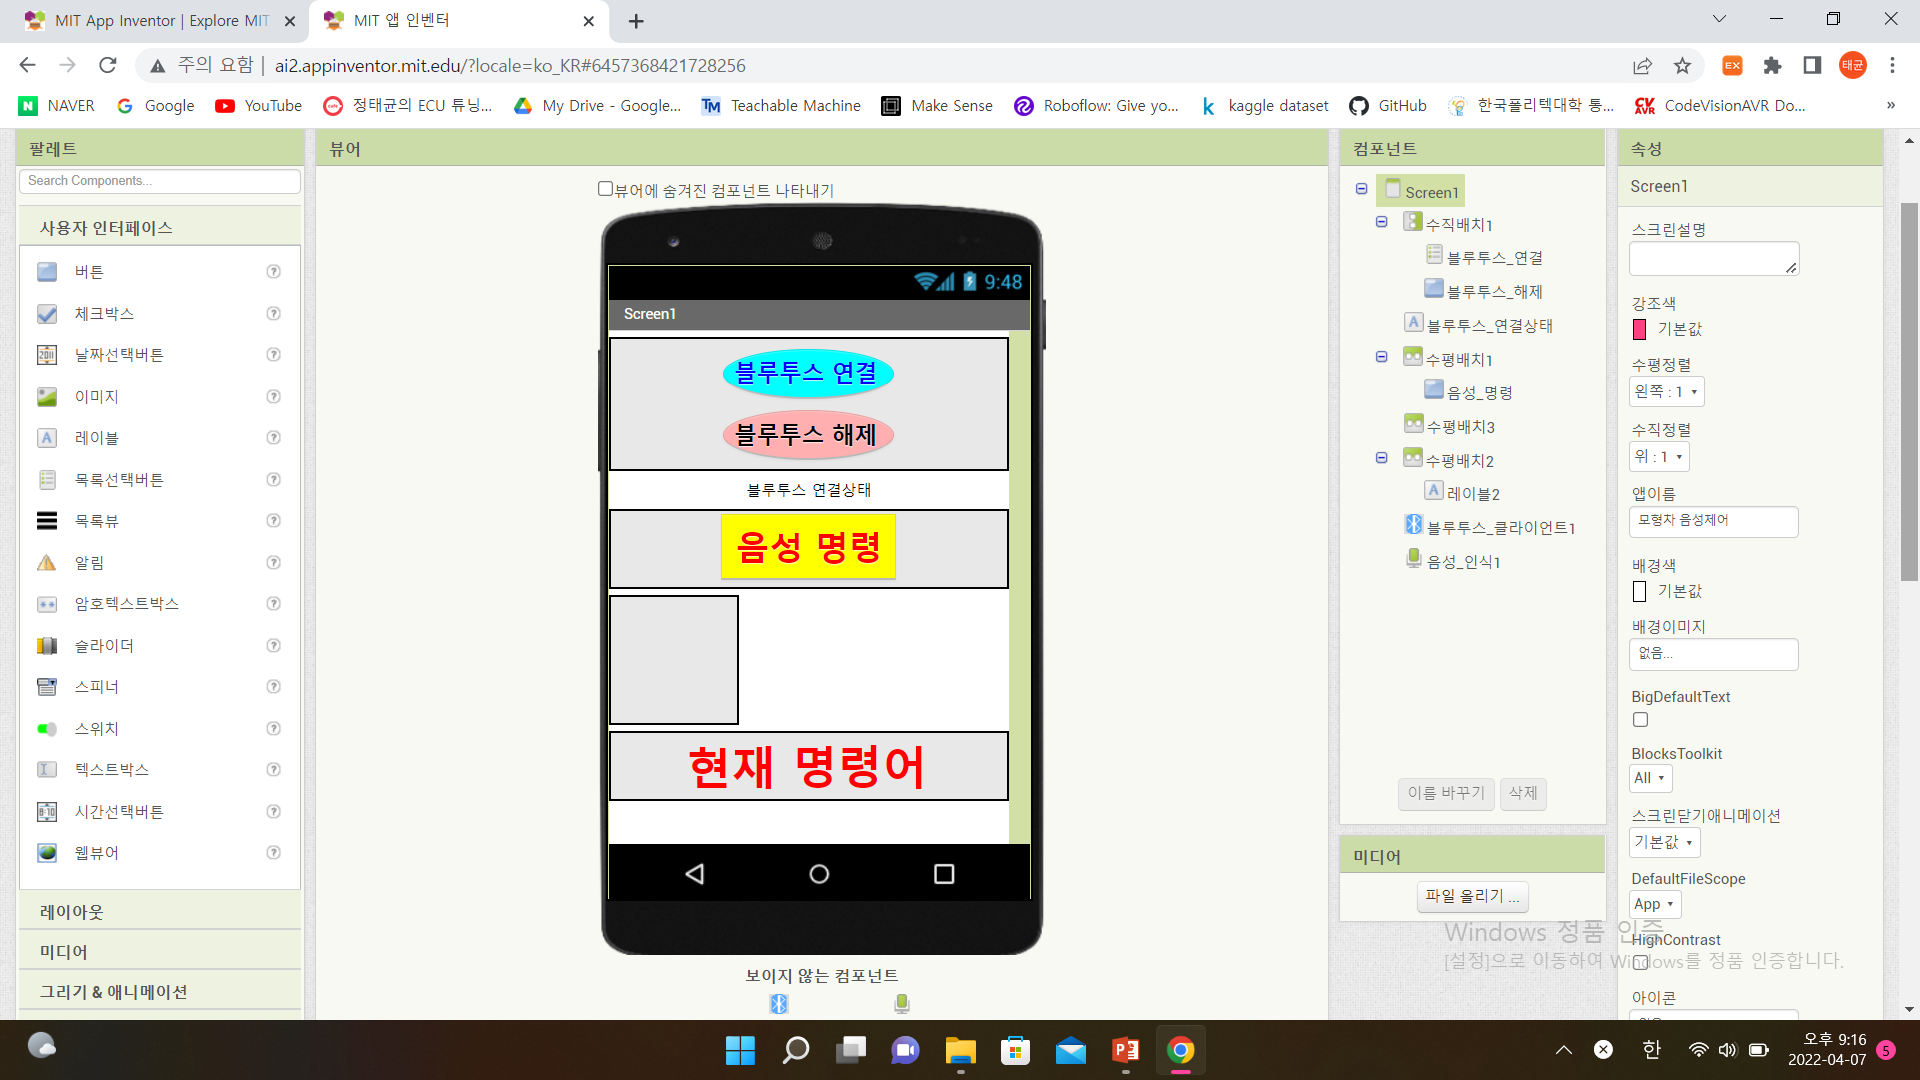 MIT App Inventor | Explore MIT
MIT 앱 인벤터
주의 요함
ai2.appinventor.mit.edu/?locale=ko_KR#6457368421728256
EX
태균
NAVER
Google
YouTube
정태균의 ECU 튜닝...
My Drive - Google...
Teachable Machine
Make Sense
Roboflow: Give yo...
kaggle dataset
GitHub
한국폴리텍대학 통...
CodeVisionAVR Do...
»
팔레트
Search Components...
사용자 인터페이스
버튼
체크박스
날짜선택버튼
이미지
레이블
목록선택버튼
목록뷰
알림
암호텍스트박스
슬라이더
스피너
스위치
텍스트박스
시간선택버튼
웹뷰어
레이아웃
미디어
그리기 & 애니메이션
뷰어
뷰어에 숨겨진 컴포넌트 나타내기
9:48
Screen1
블루투스 연결
블루투스 해제
블루투스 연결상태
음성 명령
현재 명령어
보이지 않는 컴포넌트
컴포넌트
Screen1
수직배치1
블루투스_연결
블루투스_해제
블루투스_연결상태
수평배치1
음성_명령
수평배치3
수평배치2
레이블2
블루투스_클라이언트1
음성_인식1
이름 바꾸기
삭제
미디어
파일 올리기 ...
속성
Screen1
스크린설명
강조색
기본값
수평정렬
왼쪽 : 1
수직정렬
위 : 1
앱이름
모형차 음성제어
배경색
기본값
배경이미지
없음...
BigDefaultText
BlocksToolkit
All
스크린닫기애니메이션
기본값
DefaultFileScope
App
HighContrast
아이콘
Windows 정품 인증
[설정]으로 이동하여 Windows를 정품 인증합니다.
한
오후 9:16
2022-04-07
5